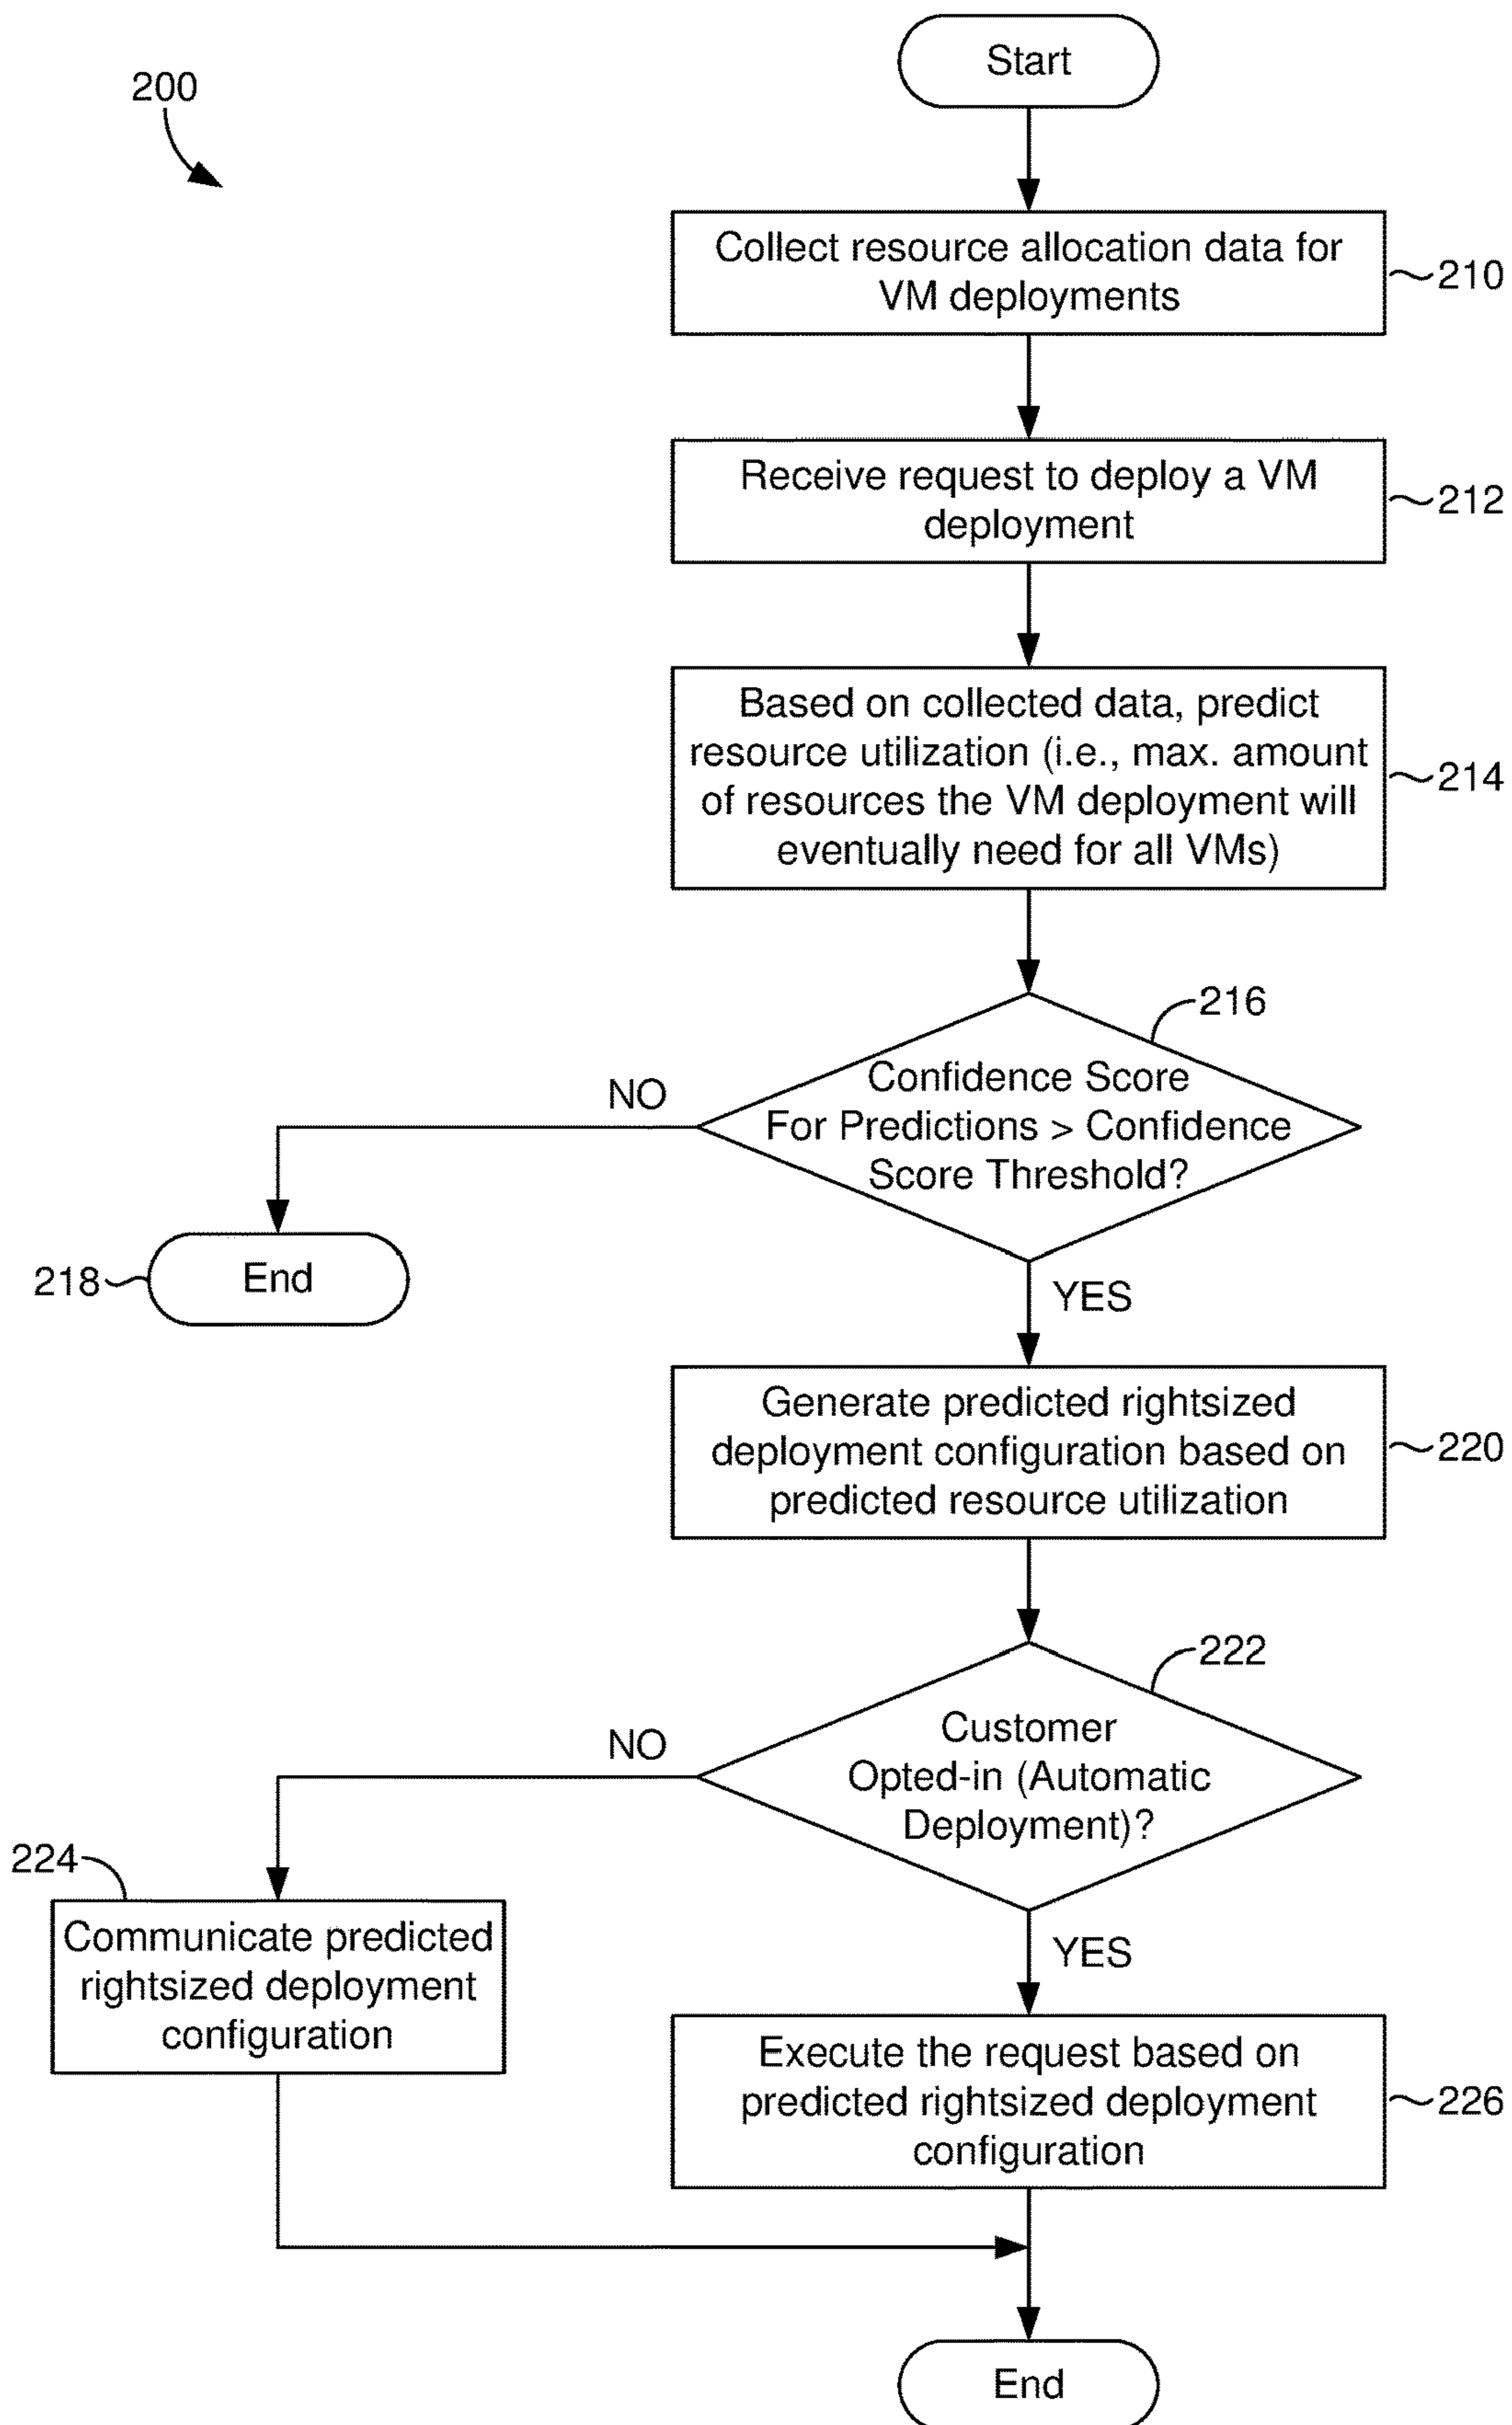 Start
200
Collect resource allocation data for
VM deployments
210
Receive request to deploy a VM
deployment
212
Based on collected data, predict
resource utilization (i.e., max. amount
of resources the VM deployment will
eventually need for all VMs)
214
216
Confidence Score
For Predictions > Confidence
Score Threshold?
NO
218
End
YES
Generate predicted rightsized
deployment configuration based on
predicted resource utilization
220
222
Customer
Opted-in (Automatic
Deployment)?
NO
224
Communicate predicted
rightsized deployment
configuration
YES
Execute the request based on
predicted rightsized deployment
configuration
226
End